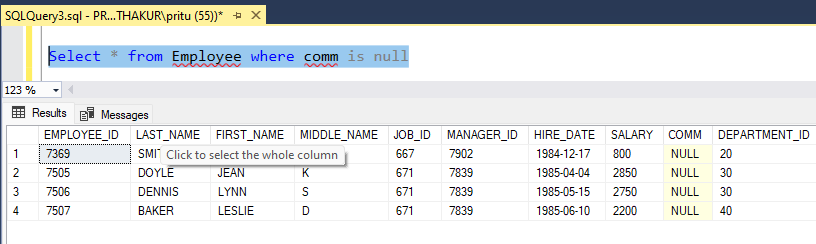 SQLQuery3.sql - PR...THAKUR\pritu (55))*
Select * from Employee where comm is null
123 %
Results Messages
EMPLOYEE_ID LAST_NAME FIRST_NAME MIDDLE_NAME JOB_ID MANAGER_ID HIRE_DATE SALARY COMM DEPARTMENT_ID
1 7369 SMIT Click to select the whole column 667 7902 1984-12-17 800 NULL 20
2 7505 DOYLE JEAN K 671 7839 1985-04-04 2850 NULL 30
3 7506 DENNIS LYNN S 671 7839 1985-05-15 2750 NULL 30
4 7507 BAKER LESLIE D 671 7839 1985-06-10 2200 NULL 40